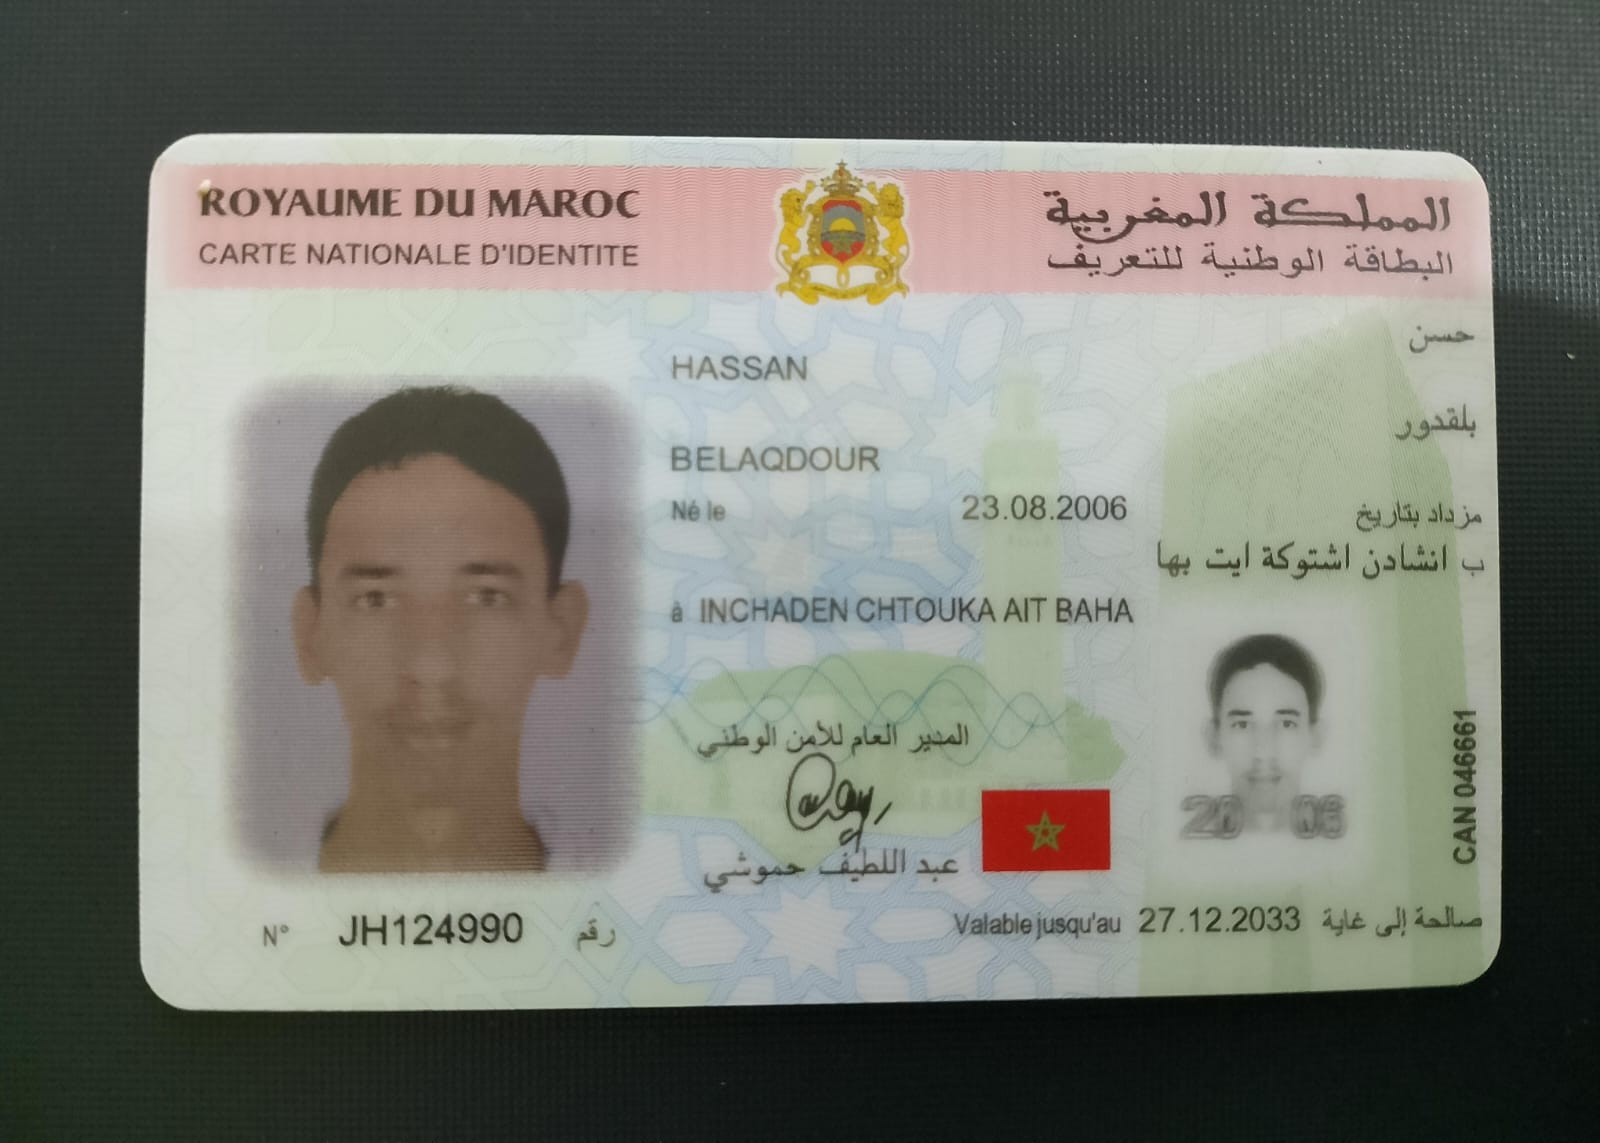 ROYAUME DU MAROC
المملكة المغربية
CARTE NATIONALE D'IDENTITE
البطاقة الوطنية للتعريف
حسن
HASSAN
بلقدور
BELAQDOUR
Né le 23.08.2006 مزداد بتاريخ
ب انشادن اشتوكة ايت بها
à INCHADEN CHTOUKA AIT BAHA
المدير العام للأمن الوطني
عبد اللطيف حموشي
CAN 046661
N° JH124990 رقم
Valable jusqu'au 27.12.2033 صالحة إلى غاية